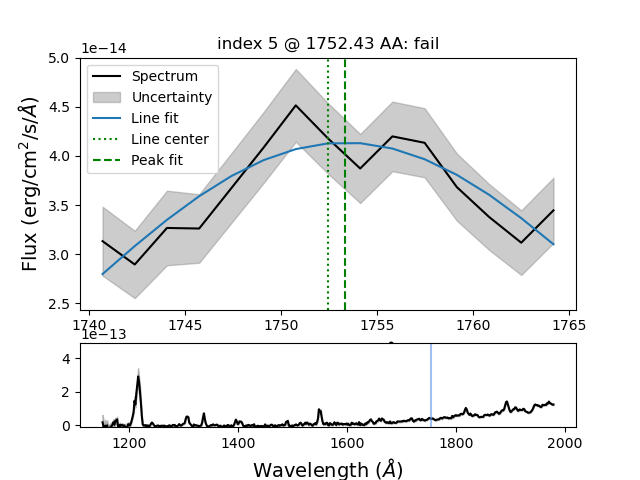 index 5 @ 1752.43 AA: fail
1e−14
Flux (erg/cm²/s/Å)
5.0
4.5
4.0
3.5
3.0
2.5
Spectrum
Uncertainty
Line fit
Line center
Peak fit
1740 1745 1750 1755 1760 1765
1e−13
4
2
0
1200 1400 1600 1800 2000
Wavelength (Å)